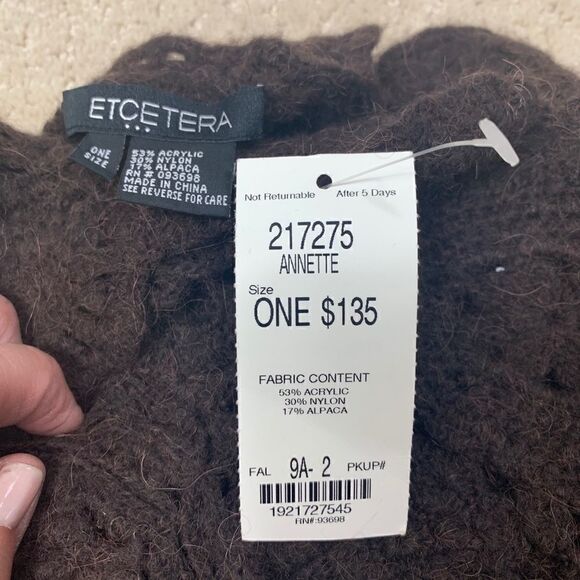 ETCETERA
ONE
SIZE
53% ACRYLIC
30% NYLON
17% ALPACA
RN # 093698
MADE IN CHINA
SEE REVERSE FOR CARE
Not Returnable After 5 Days
217275
ANNETTE
Size
ONE $135
FABRIC CONTENT
53% ACRYLIC
30% NYLON
17% ALPACA
FAL 9A- 2 PKUP#
1921727545
RN#:93698